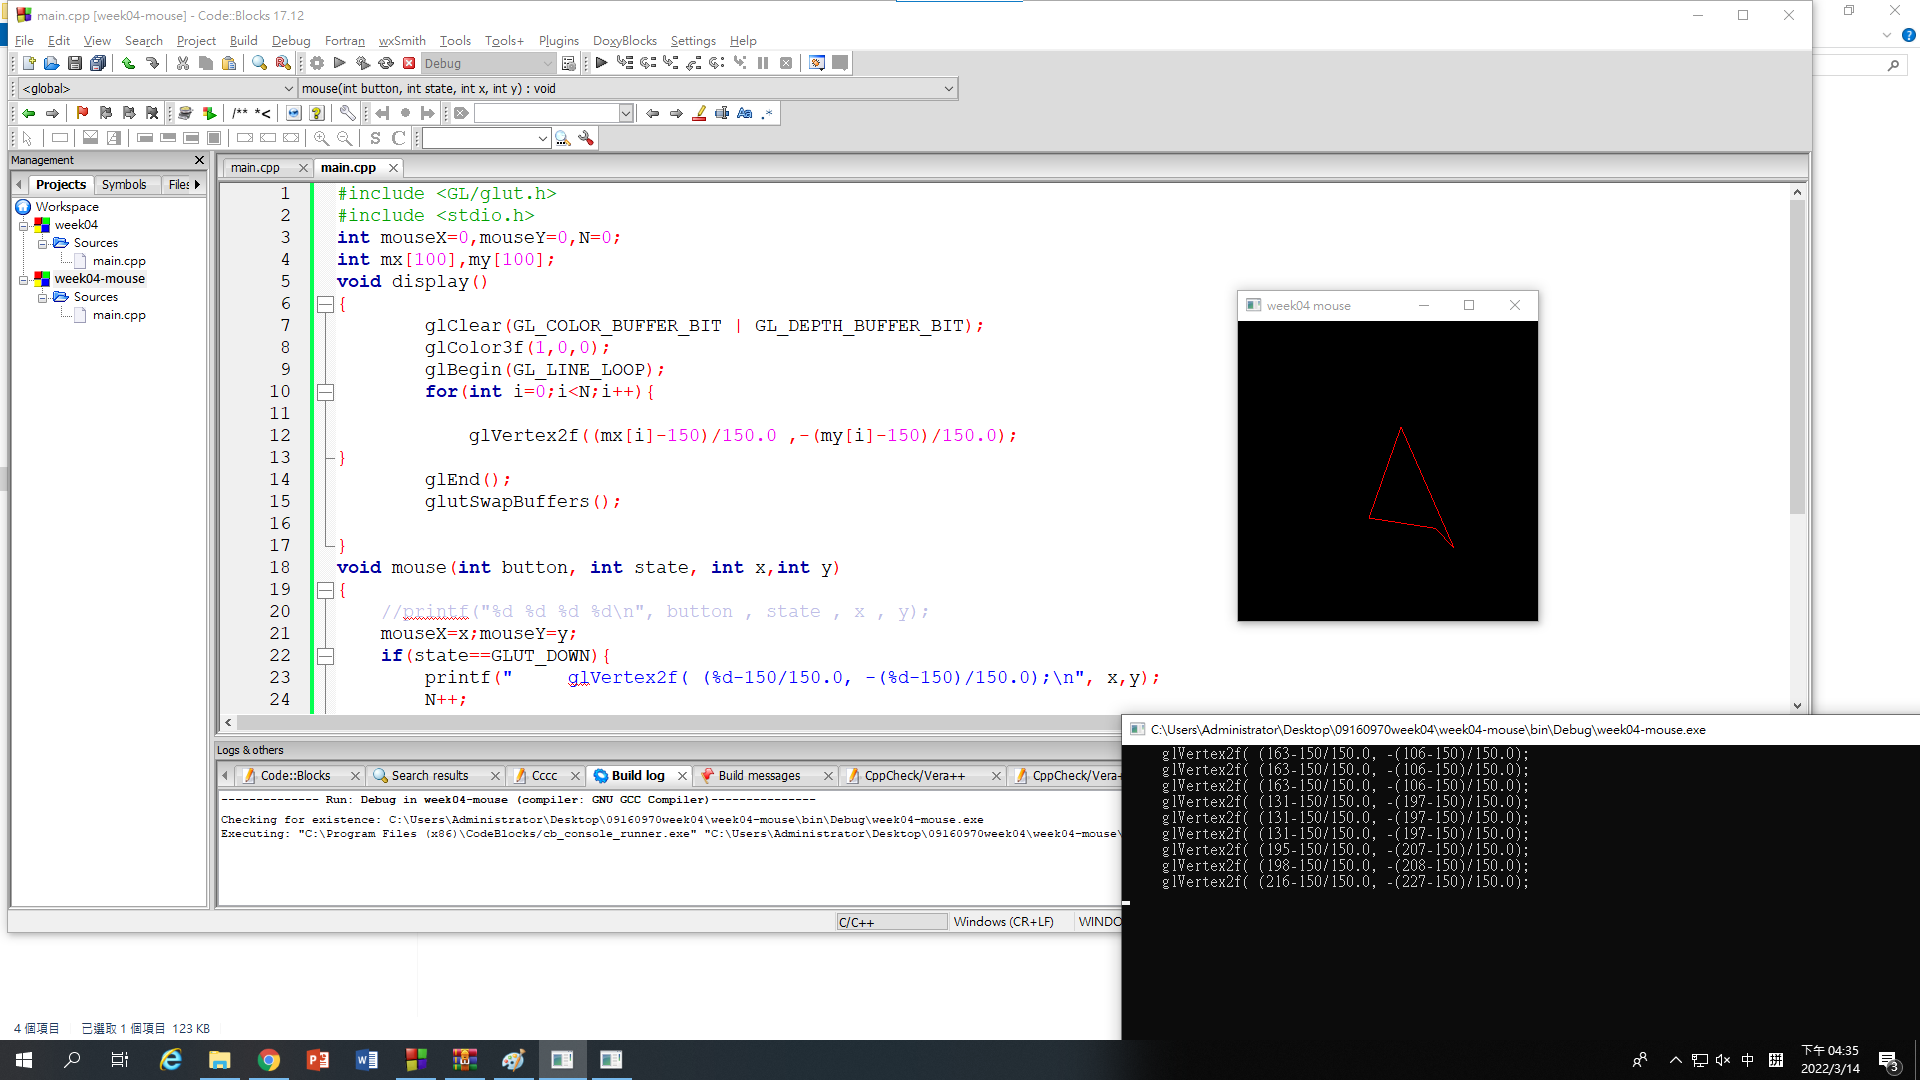 main.cpp [week04-mouse] - Code::Blocks 17.12
File Edit View Search Project Build Debug Fortran wxSmith Tools Tools+ Plugins DoxyBlocks Settings Help
Debug
<global>
mouse(int button, int state, int x, int y) : void
/** *<
Management
Projects Symbols Files
Workspace
week04
Sources
main.cpp
week04-mouse
Sources
main.cpp
main.cpp
main.cpp
1 #include <GL/glut.h>
2 #include <stdio.h>
3 int mouseX=0,mouseY=0,N=0;
4 int mx[100],my[100];
5 void display()
6 {
7 glClear(GL_COLOR_BUFFER_BIT | GL_DEPTH_BUFFER_BIT);
8 glColor3f(1,0,0);
9 glBegin(GL_LINE_LOOP);
10 for(int i=0;i<N;i++){
11
12 glVertex2f((mx[i]-150)/150.0 ,-(my[i]-150)/150.0);
13 }
14 glEnd();
15 glutSwapBuffers();
16
17 }
18 void mouse(int button, int state, int x,int y)
19 {
20 //printf("%d %d %d %d\n", button , state , x , y);
21 mouseX=x;mouseY=y;
22 if(state==GLUT_DOWN){
23 printf("     glVertex2f( (%d-150/150.0, -(%d-150)/150.0);\n", x,y);
24 N++;
week04 mouse
Logs & others
Code::Blocks Search results Cccc Build log Build messages CppCheck/Vera++ CppCheck/Vera+
-------------- Run: Debug in week04-mouse (compiler: GNU GCC Compiler)---------------
Checking for existence: C:\Users\Administrator\Desktop\09160970week04\week04-mouse\bin\Debug\week04-mouse.exe
Executing: "C:\Program Files (x86)\CodeBlocks/cb_console_runner.exe" "C:\Users\Administrator\Desktop\09160970week04\week04-mouse\
C/C++ Windows (CR+LF) WINDO
C:\Users\Administrator\Desktop\09160970week04\week04-mouse\bin\Debug\week04-mouse.exe
glVertex2f( (163-150/150.0, -(106-150)/150.0);
glVertex2f( (163-150/150.0, -(106-150)/150.0);
glVertex2f( (163-150/150.0, -(106-150)/150.0);
glVertex2f( (131-150/150.0, -(197-150)/150.0);
glVertex2f( (131-150/150.0, -(197-150)/150.0);
glVertex2f( (131-150/150.0, -(197-150)/150.0);
glVertex2f( (195-150/150.0, -(207-150)/150.0);
glVertex2f( (198-150/150.0, -(208-150)/150.0);
glVertex2f( (216-150/150.0, -(227-150)/150.0);
4 個項目 已選取 1 個項目 123 KB
中
下午 04:35
2022/3/14
3